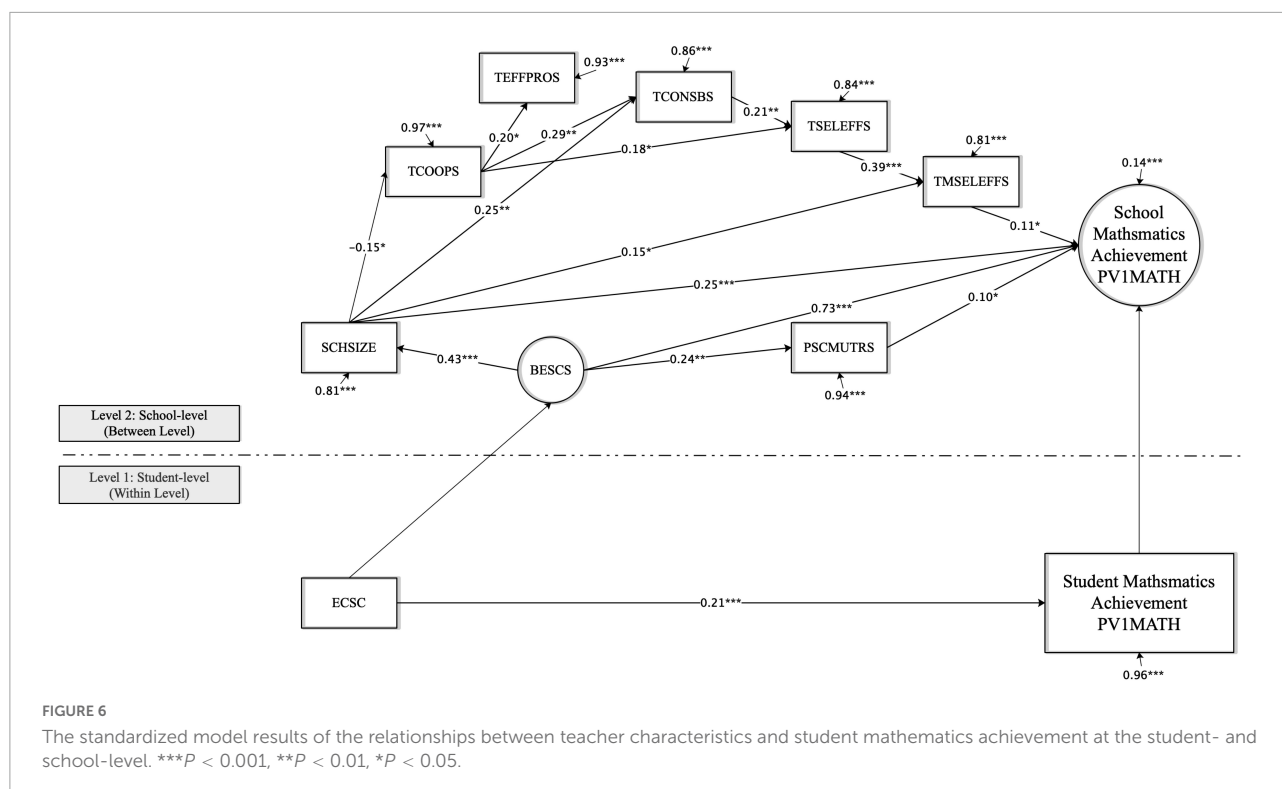 TEFFPROS
0.93***
0.86***
TCONSBS
0.84***
0.21**
TSELEFFS
0.97***
0.20*
0.29**
0.18*
0.81***
TCOOPS
0.39***
TMSELEFFS
0.14***
0.25**
School
Mathsmatics
Achievement
PV1MATH
0.11*
−0.15*
0.15*
0.25***
0.10*
0.73***
SCHSIZE
0.43***
BESCS
0.24**
PSCMUTRS
0.81***
0.94***
Level 2: School-level
(Between Level)
Level 1: Student-level
(Within Level)
ECSC
0.21***
Student Mathsmatics
Achievement
PV1MATH
0.96***
FIGURE 6
The standardized model results of the relationships between teacher characteristics and student mathematics achievement at the student- and
school-level. ***P < 0.001, **P < 0.01, *P < 0.05.